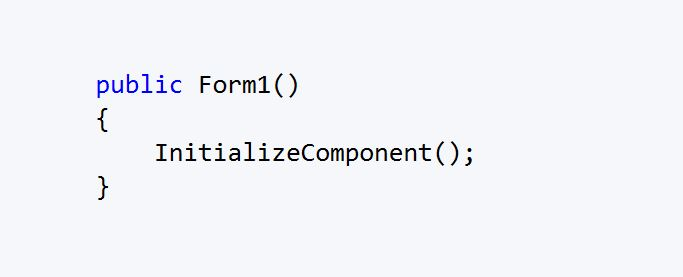 public Form1()
{
    InitializeComponent();
}